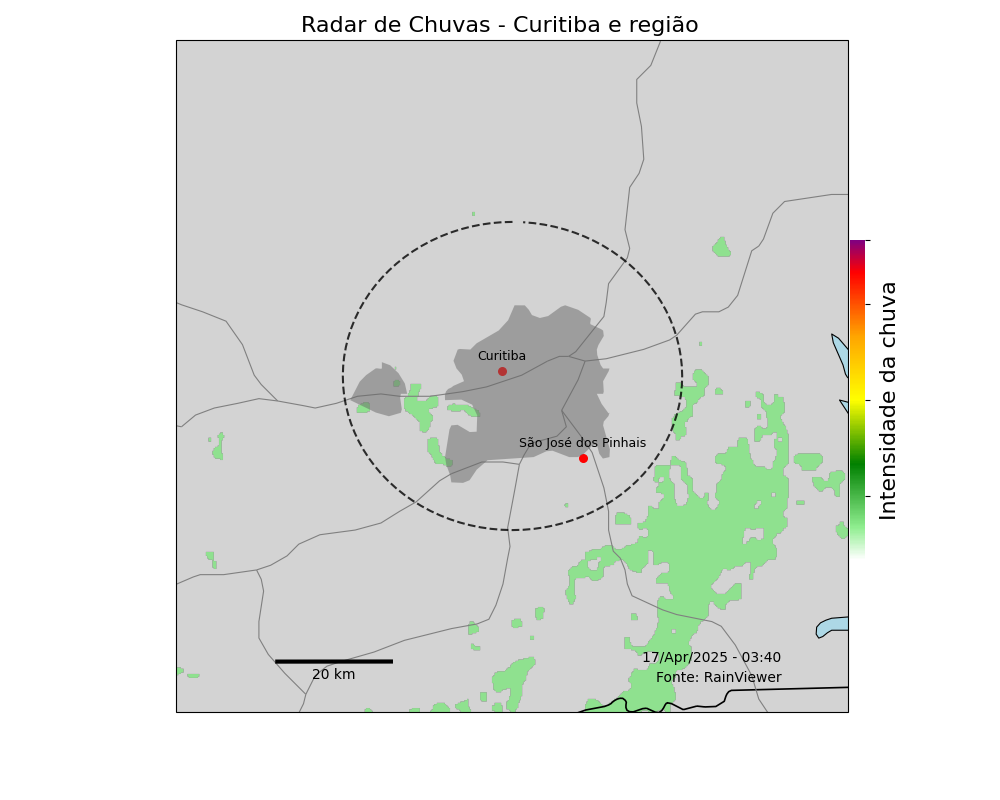 Radar de Chuvas - Curitiba e região
Curitiba
São José dos Pinhais
Intensidade da chuva
17/Apr/2025 - 03:40
Fonte: RainViewer
20 km